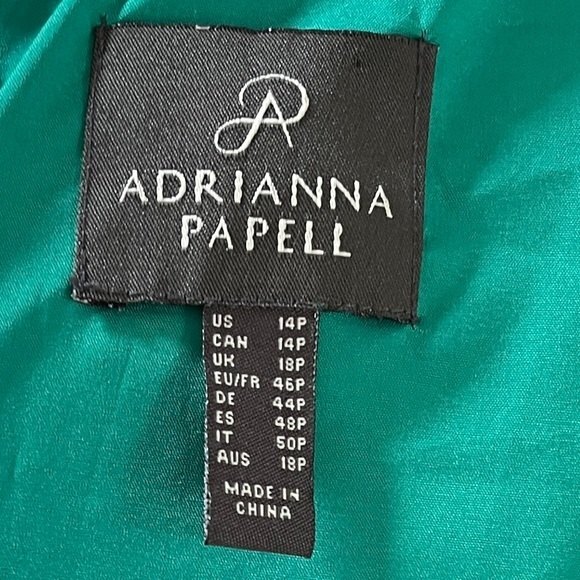 ADRIANNA
PAPELL
US 14P
CAN 14P
UK 18P
EU/FR 46P
DE 44P
ES 48P
IT 50P
AUS 18P
MADE IN
CHINA